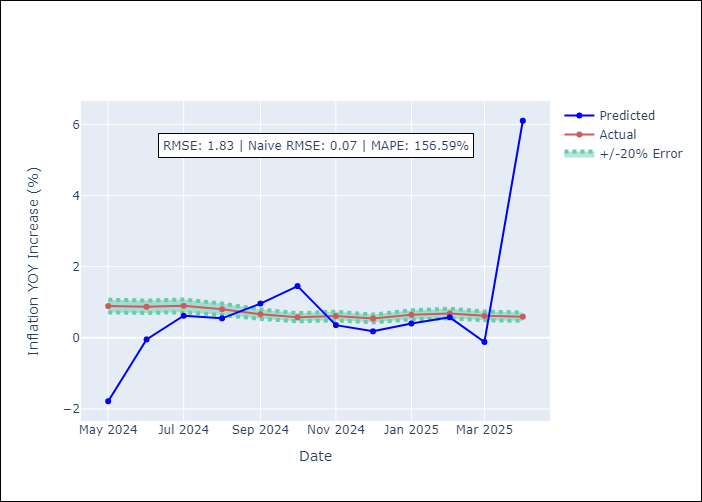 RMSE: 1.83 | Naive RMSE: 0.07 | MAPE: 156.59%
Predicted
Actual
+/-20% Error
Inflation YOY Increase (%)
6
4
2
0
−2
May 2024
Jul 2024
Sep 2024
Nov 2024
Jan 2025
Mar 2025
Date